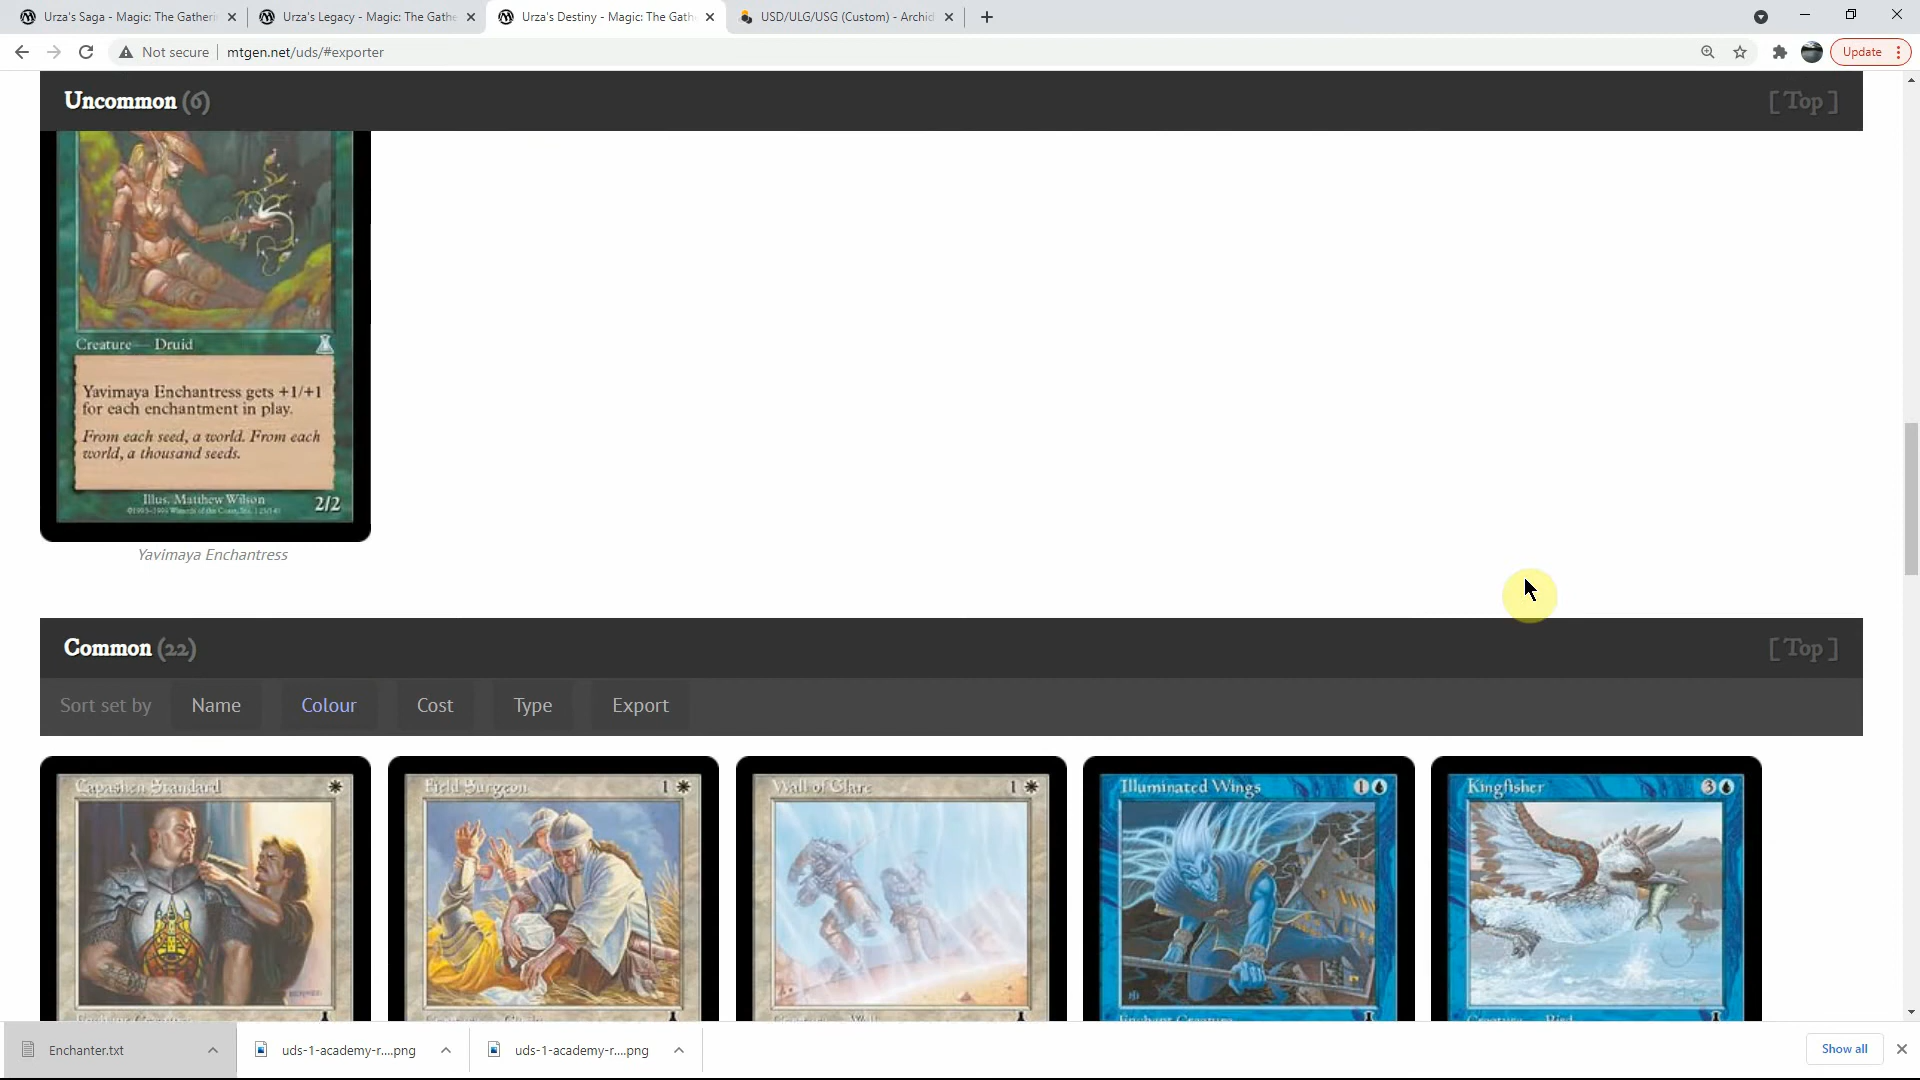 Urza's Saga - Magic: The Gatherin
Urza's Legacy - Magic: The Gathe
Urza's Destiny - Magic: The Gath
USD/ULG/USG (Custom) - Archid
Not secure
mtgen.net/uds/#exporter
Update
Uncommon (6)
[ Top ]
Creature — Druid
Yavimaya Enchantress gets +1/+1
for each enchantment in play.
From each seed, a world. From each
world, a thousand seeds.
Illus. Matthew Wilson
2/2
Yavimaya Enchantress
Common (22)
[ Top ]
Sort set by
Name
Colour
Cost
Type
Export
Capashen Standard
Field Surgeon 1
Wall of Glare 1
Illuminated Wings 1
Kingfisher 3
Enchanter.txt
uds-1-academy-r....png
uds-1-academy-r....png
Show all